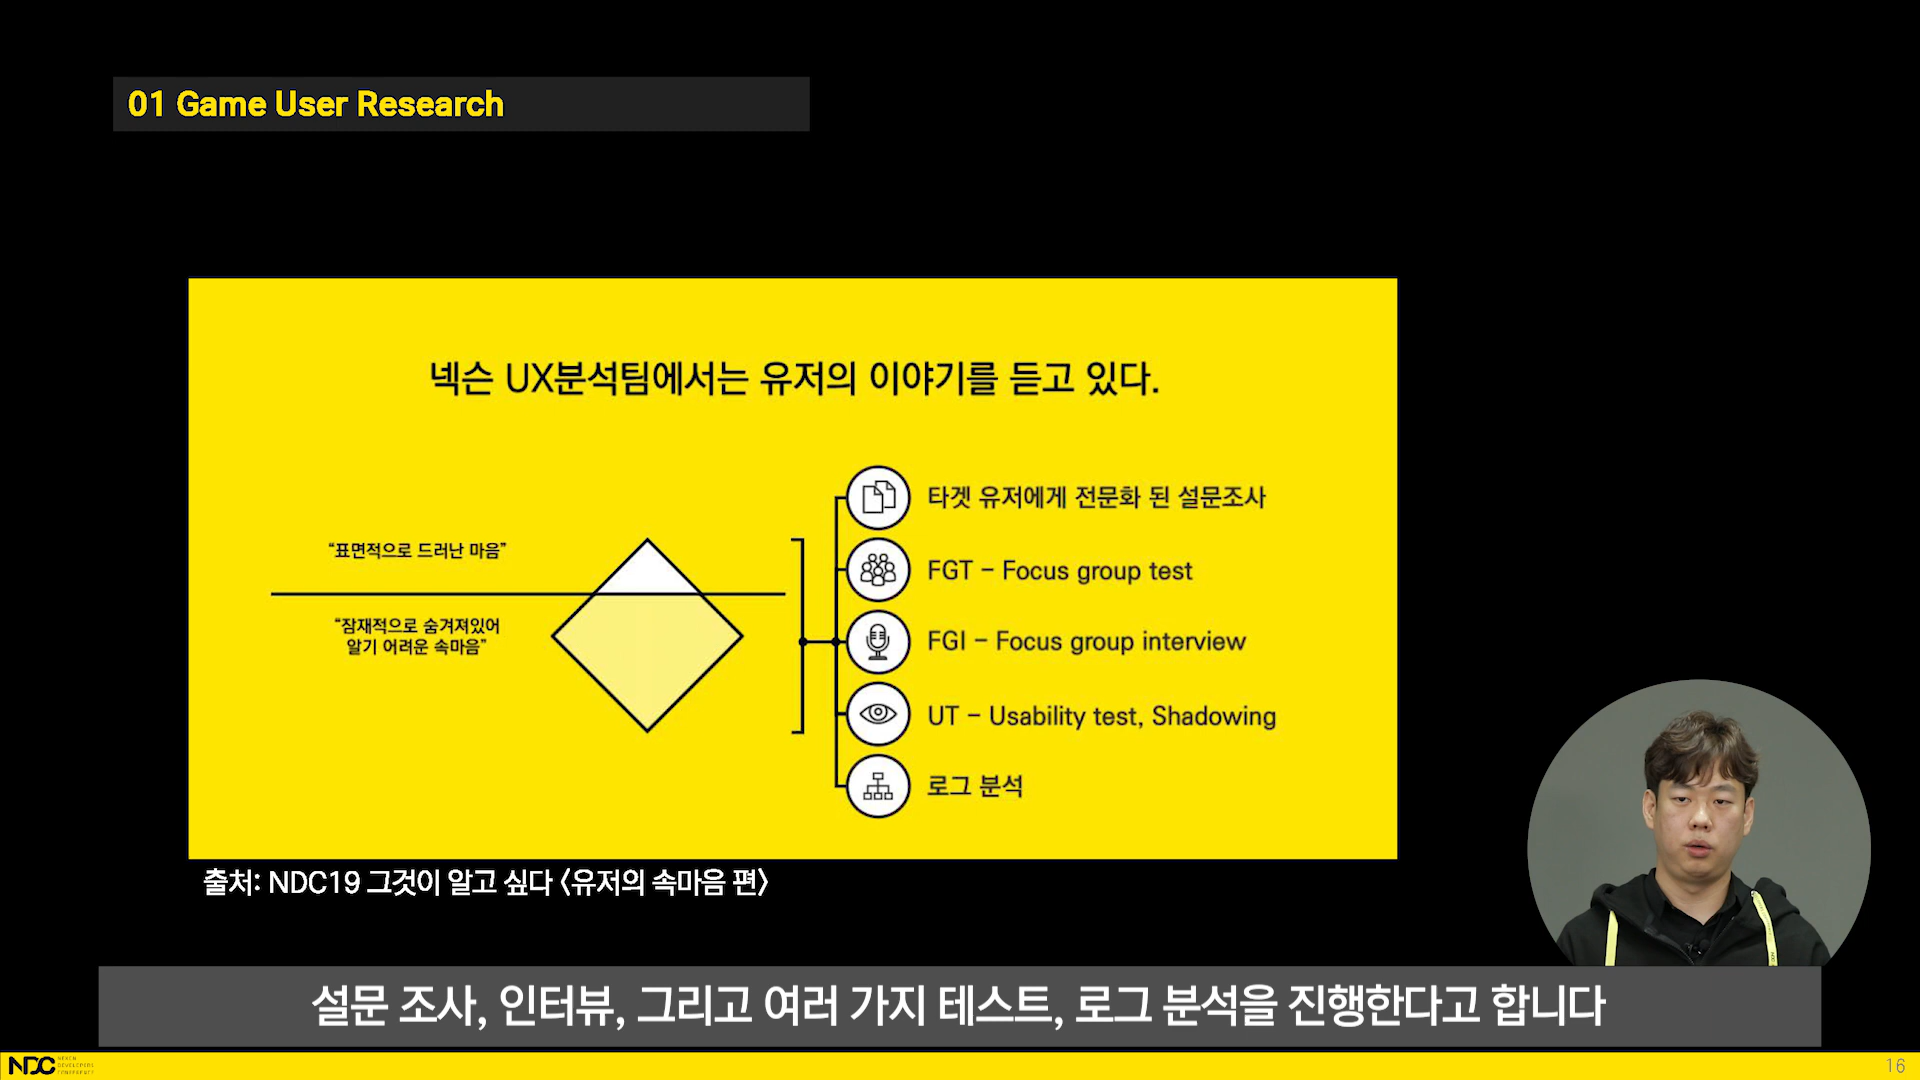 01 Game User Research
넥슨 UX분석팀에서는 유저의 이야기를 듣고 있다.
“표면적으로 드러난 마음”
“잠재적으로 숨겨져있어
알기 어려운 속마음”
타겟 유저에게 전문화 된 설문조사
FGT – Focus group test
FGI – Focus group interview
UT – Usability test, Shadowing
로그 분석
출처: NDC19 그것이 알고 싶다 〈유저의 속마음 편〉
설문 조사, 인터뷰, 그리고 여러 가지 테스트, 로그 분석을 진행한다고 합니다
NDC
NEXON
DEVELOPERS
CONFERENCE
16